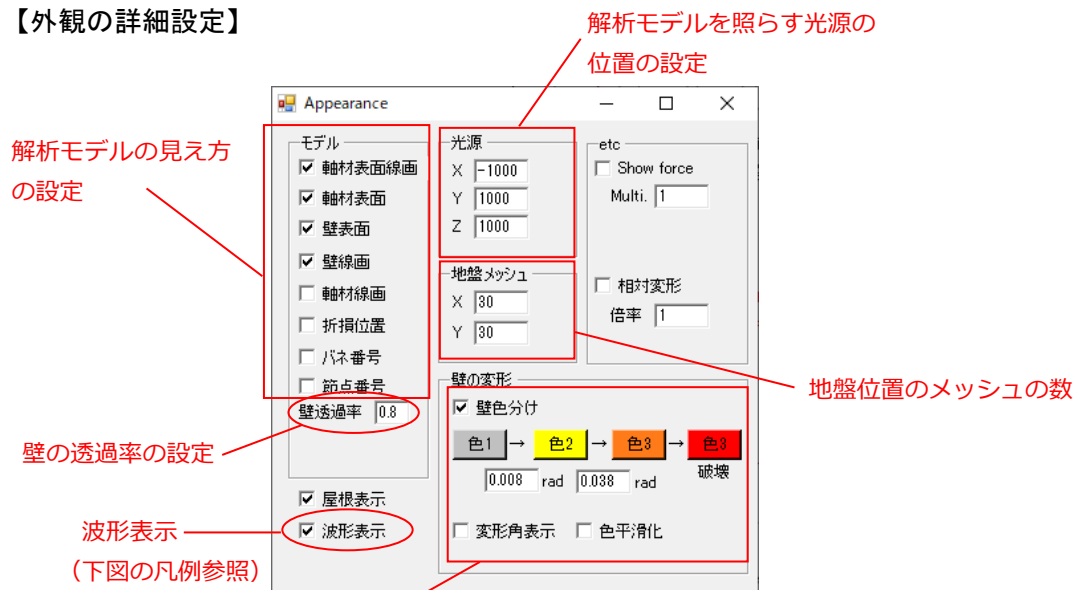 【外観の詳細設定】
解析モデルを照らす光源の
位置の設定
Appearance
解析モデルの見え方
の設定
モデル
軸材表面線画
軸材表面
壁表面
壁線画
軸材線画
折損位置
バネ番号
節点番号
壁透過率 0.8
屋根表示
波形表示
光源
X -1000
Y 1000
Z 1000
地盤メッシュ
X 30
Y 30
etc
Show force
Multi. 1
相対変形
倍率 1
地盤位置のメッシュの数
壁の変形
壁色分け
色1 → 色2 → 色3 → 色3
0.008 rad 0.038 rad 破壊
変形角表示 色平滑化
壁の透過率の設定
波形表示
（下図の凡例参照）